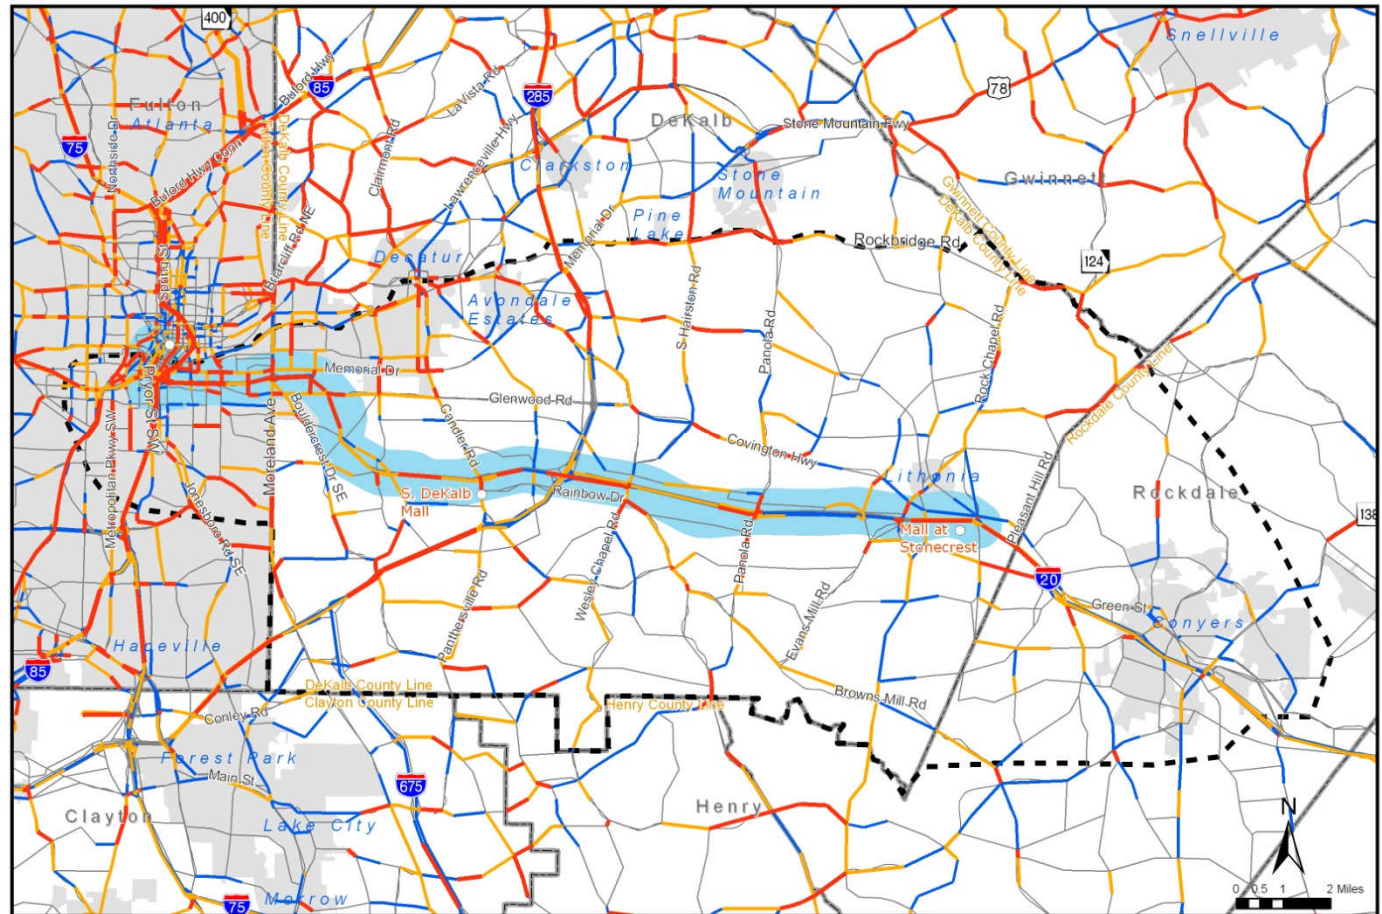 400
Snellville
Buford Hwy
85
LaVista Rd
285
78
Fulton
Atlanta
DeKalb
Stone Mountain Fwy
75
Northside Dr
DeKalb County Line
Fulton County Line
Clairmont Rd
Lawrenceville Hwy
Clarkston
Stone
Mountain
Gwinnett
Buford Hwy Conn
Gwinnett County Line
DeKalb County Line
Pine
Lake
Memorial Dr
Rockbridge Rd
Briarcliff Rd NE
Spring St
Decatur
124
Avondale
Estates
S Hairston Rd
Panola Rd
Rock Chapel Rd
Memorial Dr
Rockdale County Line
Pryor St SW
Glenwood Rd
Metropolitan Pkwy SW
Moreland Ave
Bouldercrest Dr SE
Candler Rd
Covington Hwy
Lithonia
Pleasant Hill Rd
S. DeKalb
Mall
Rainbow Dr
Rockdale
Jonesboro Rd SE
138
Mall at
Stonecrest
Panola Rd
Wesley Chapel Rd
Panthersville Rd
Evans Mill Rd
20
Green St
Conyers
Hapeville
85
DeKalb County Line
Clayton County Line
Henry County Line
Browns Mill Rd
Conley Rd
Forest Park
Main St
675
Clayton
Lake City
Henry
N
0 0.5 1 2 Miles
75
Morrow